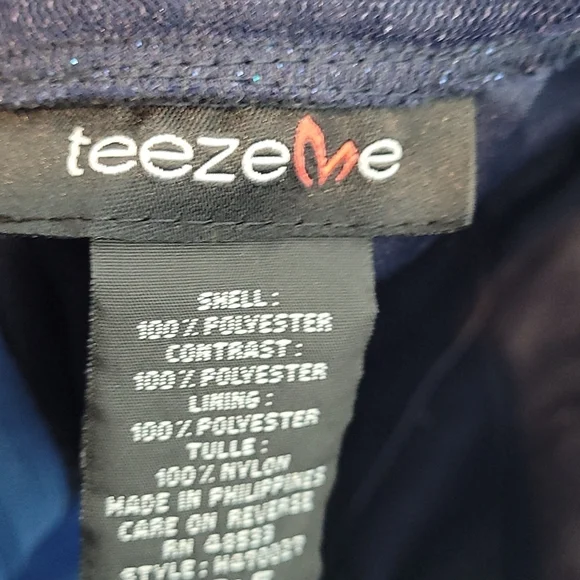 teezeme
SHELL:
100% POLYESTER
CONTRAST:
100% POLYESTER
LINING:
100% POLYESTER
TULLE:
100% NYLON
MADE IN PHILIPPINES
CARE ON REVERSE
RN
STYLE: